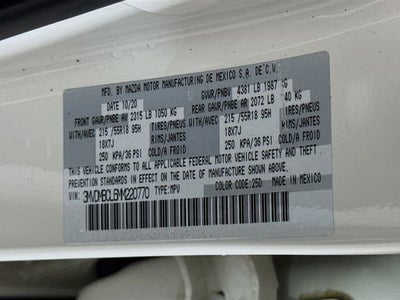 MFD. BY MAZDA MOTOR MANUFACTURING DE MEXICO S.A. DE C.V.
DATE: 10/20 GVWR/PNBV 4381 LB 1987 KG
FRONT GAWR/PNBE AV 2315 LB 1050 KG REAR GAWR/PNBE AR 2072 LB 40 KG
WITH/AVEC 215 /55R18 95H TIRES/PNEUS WITH/AVEC 215 /55R18 95H TIRES/PNEUS
18X7J RIMS/JANTES 18X7J RIMS/JANTES
250 KPA/36 PSI COLD/A FROID 250 KPA/36 PSI COLD/A FROID
THIS VEHICLE CONFORMS TO ALL APPLICABLE FEDERAL MOTOR VEHICLE SAFETY AND THEFT
PREVENTION STANDARDS IN EFFECT ON THE DATE OF MANUFACTURE SHOWN ABOVE.
VIN: TYPE:MPV COLOR CODE:250
MADE IN MEXICO